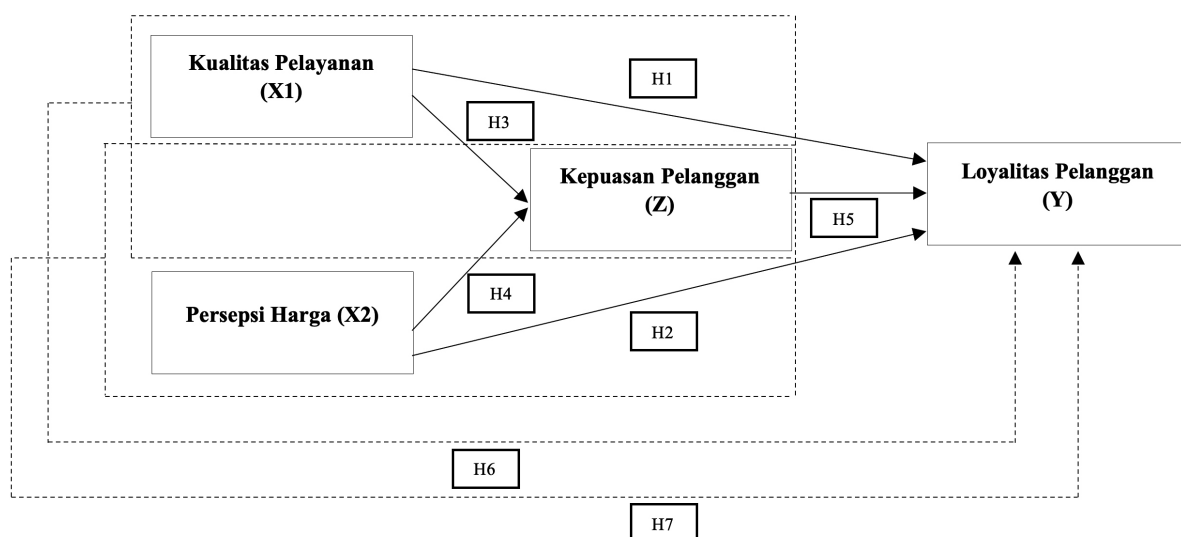 Kualitas Pelayanan
(X1)
H1
H3
Kepuasan Pelanggan
(Z)
Loyalitas Pelanggan
(Y)
H5
H4
Persepsi Harga (X2)
H2
H6
H7